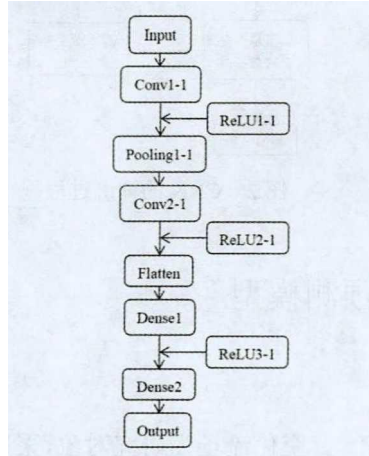 Input
Conv1-1
ReLU1-1
Pooling1-1
Conv2-1
ReLU2-1
Flatten
Dense1
ReLU3-1
Dense2
Output